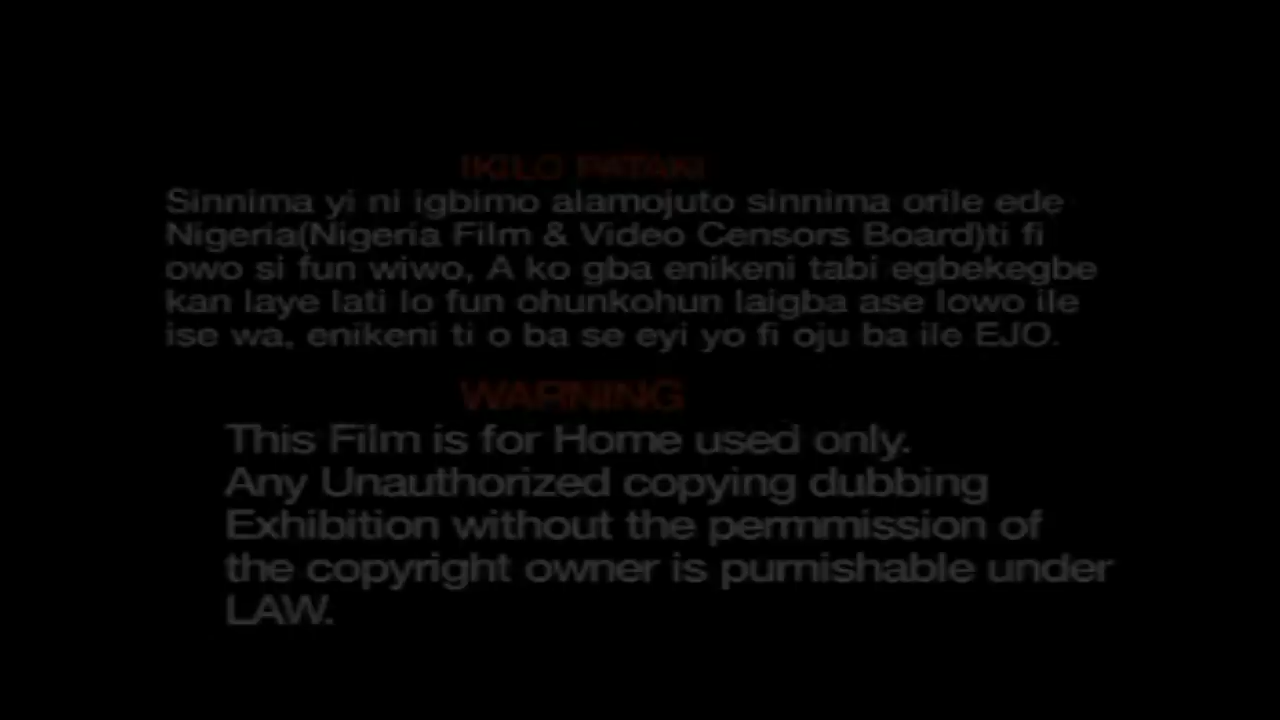 IKILO PATAKI
Sinnima yi ni igbimo alamojuto sinnima orile ede
Nigeria(Nigeria Film & Video Censors Board)ti fi
owo si fun wiwo, A ko gba enikeni tabi egbekegbe
kan laye lati lo fun ohunkohun laigba ase lowo ile
ise wa, enikeni ti o ba se eyi yo fi oju ba ile EJO.
WARNING
This Film is for Home used only.
Any Unauthorized copying dubbing
Exhibition without the permmission of
the copyright owner is purnishable under
LAW.